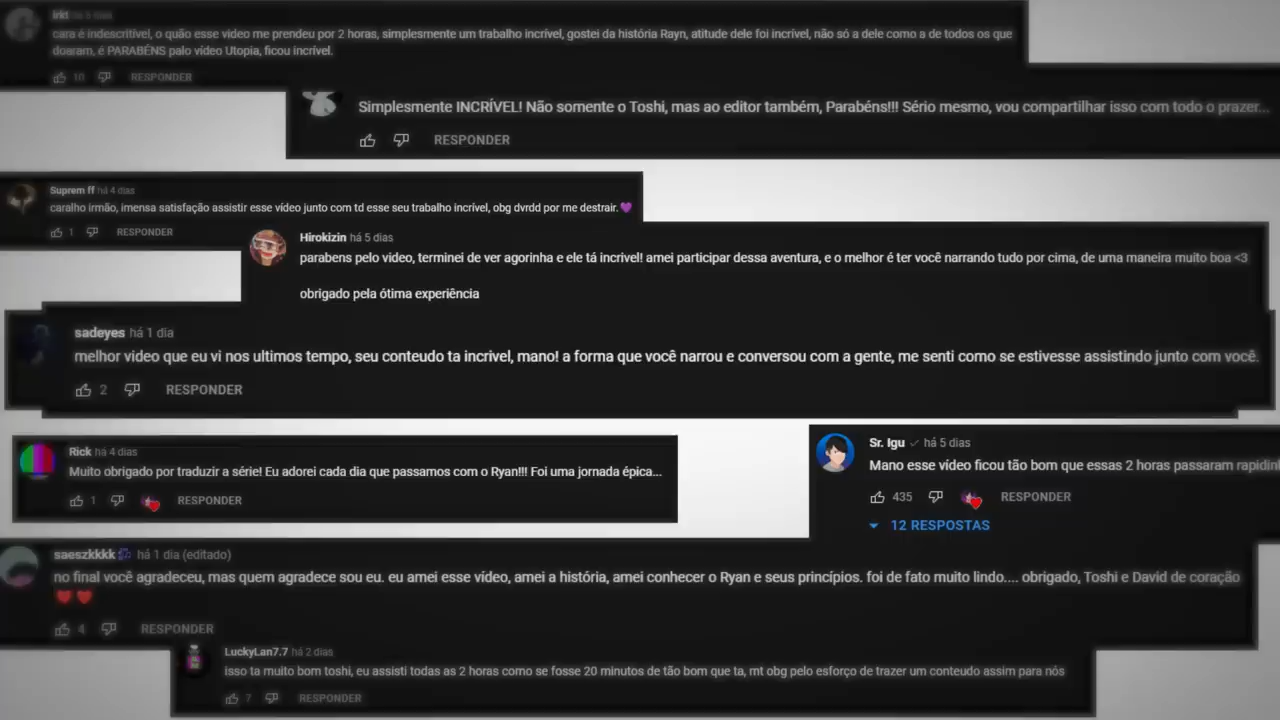 Irki há 5 dias
cara é indescritível, o quão esse video me prendeu por 2 horas, simplesmente um trabalho incrível, gostei da história Rayn, atitude dele foi incrível, não só a dele como a de todos os que
doaram, é PARABÉNS palo vídeo Utopia, ficou incrível.
10 RESPONDER
Simplesmente INCRÍVEL! Não somente o Toshi, mas ao editor também, Parabéns!!! Sério mesmo, vou compartilhar isso com todo o prazer...
RESPONDER
Suprem ff há 4 dias
caralho irmão, imensa satisfação assistir esse vídeo junto com td esse seu trabalho incrível, obg dvrdd por me destrair.💜
1 RESPONDER
Hirokizin há 5 dias
parabens pelo video, terminei de ver agorinha e ele tá incrivel! amei participar dessa aventura, e o melhor é ter você narrando tudo por cima, de uma maneira muito boa <3
obrigado pela ótima experiência
sadeyes há 1 dia
melhor video que eu vi nos ultimos tempo, seu conteudo ta incrivel, mano! a forma que você narrou e conversou com a gente, me senti como se estivesse assistindo junto com você.
2 RESPONDER
Rick há 4 dias
Muito obrigado por traduzir a série! Eu adorei cada dia que passamos com o Ryan!!! Foi uma jornada épica...
1 RESPONDER
Sr. Igu há 5 dias
Mano esse vídeo ficou tão bom que essas 2 horas passaram rapidin
435 RESPONDER
12 RESPOSTAS
saeszkkkk há 1 dia (editado)
no final você agradeceu, mas quem agradece sou eu. eu amei esse vídeo, amei a história, amei conhecer o Ryan e seus princípios. foi de fato muito lindo.... obrigado, Toshi e David de coração
❤️❤️
4 RESPONDER
LuckyLan7.7 há 2 dias
isso ta muito bom toshi, eu assisti todas as 2 horas como se fosse 20 minutos de tão bom que ta, mt obg pelo esforço de trazer um conteudo assim para nós
7 RESPONDER